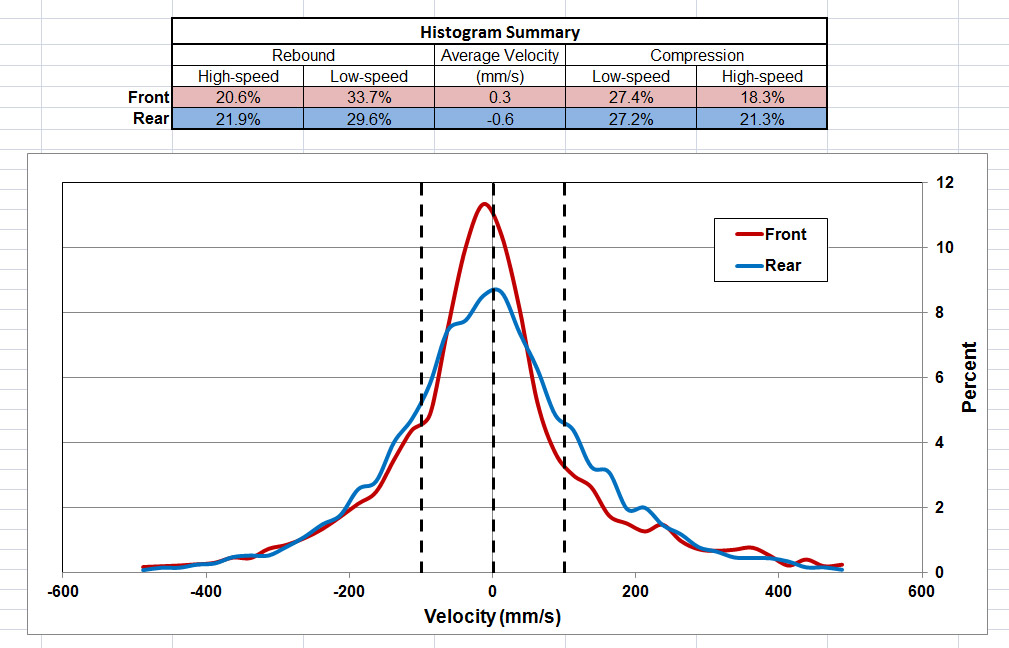 Histogram Summary
Rebound Average Velocity Compression
High-speed Low-speed (mm/s) Low-speed High-speed
Front 20.6% 33.7% 0.3 27.4% 18.3%
Rear 21.9% 29.6% -0.6 27.2% 21.3%
12
Front
10
Rear
8
6
Percent
4
2
0
-600 -400 -200 0 200 400 600
Velocity (mm/s)